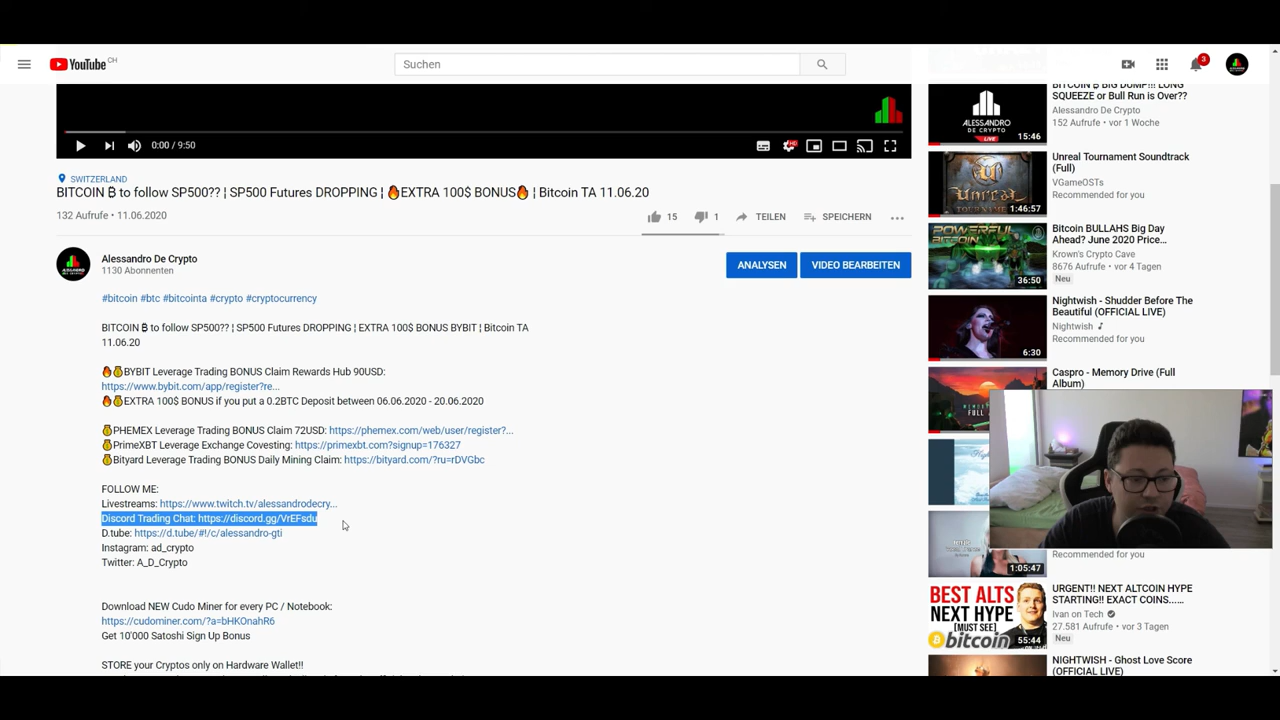 YouTube CH
Suchen
3
0:00 / 9:50
HD
SWITZERLAND
BITCOIN ₿ to follow SP500?? ¦ SP500 Futures DROPPING ¦ 🔥EXTRA 100$ BONUS🔥 ¦ Bitcoin TA 11.06.20
132 Aufrufe • 11.06.2020
15
1
TEILEN
SPEICHERN
Alessandro De Crypto
1130 Abonnenten
ANALYSEN
VIDEO BEARBEITEN
#bitcoin #btc #bitcointa #crypto #cryptocurrency
BITCOIN ₿ to follow SP500?? ¦ SP500 Futures DROPPING ¦ EXTRA 100$ BONUS BYBIT ¦ Bitcoin TA
11.06.20
🔥💰BYBIT Leverage Trading BONUS Claim Rewards Hub 90USD:
https://www.bybit.com/app/register?re...
🔥💰EXTRA 100$ BONUS if you put a 0.2BTC Deposit between 06.06.2020 - 20.06.2020
💰PHEMEX Leverage Trading BONUS Claim 72USD: https://phemex.com/web/user/register?...
💰PrimeXBT Leverage Exchange Covesting: https://primexbt.com?signup=176327
💰Bityard Leverage Trading BONUS Daily Mining Claim: https://bityard.com/?ru=rDVGbc
FOLLOW ME:
Livestreams: https://www.twitch.tv/alessandrodecry...
Discord Trading Chat: https://discord.gg/VrEFsdu
D.tube: https://d.tube/#!/c/alessandro-gti
Instagram: ad_crypto
Twitter: A_D_Crypto
Download NEW Cudo Miner for every PC / Notebook:
https://cudominer.com/?a=bHKOnahR6
Get 10'000 Satoshi Sign Up Bonus
STORE your Cryptos only on Hardware Wallet!!
ALESSANDRO
DE CRYPTO
LIVE
15:46
BITCOIN ₿ BIG DUMP!!! LONG
SQUEEZE or Bull Run is Over??
Alessandro De Crypto
152 Aufrufe • vor 1 Woche
UNREAL
1:46:57
Unreal Tournament Soundtrack
(Full)
VGameOSTs
Recommended for you
POWERFUL
BITCOIN
36:50
Bitcoin BULLAHS Big Day
Ahead? June 2020 Price...
Krown's Crypto Cave
8676 Aufrufe • vor 4 Tagen
Neu
6:30
Nightwish - Shudder Before The
Beautiful (OFFICIAL LIVE)
Nightwish
Recommended for you
Caspro - Memory Drive (Full
Album)
1:05:47
Recommended for you
BEST ALTS
NEXT HYPE
[MUST SEE]
bitcoin
55:44
URGENT!! NEXT ALTCOIN HYPE
STARTING!! EXACT COINS......
Ivan on Tech
27.581 Aufrufe • vor 3 Tagen
Neu
NIGHTWISH - Ghost Love Score
(OFFICIAL LIVE)